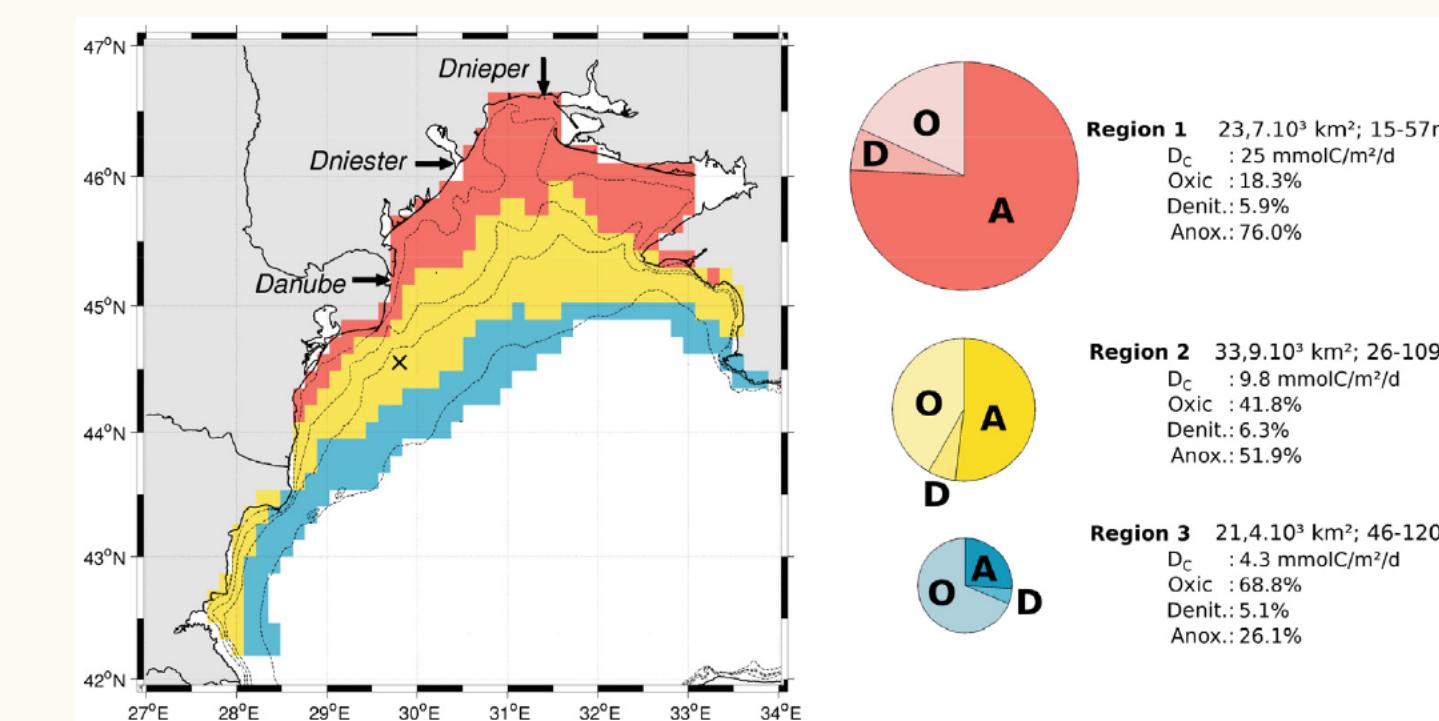 47°N
46°N
45°N
44°N
43°N
42°N
27°E 28°E 29°E 30°E 31°E 32°E 33°E 34°E
Dnieper
Dniester
Danube
O
D
A
Region 1 23,7.10³ km²; 15-57m
D_C : 25 mmolC/m²/d
Oxic : 18.3%
Denit.: 5.9%
Anox.: 76.0%
O
A
D
Region 2 33,9.10³ km²; 26-109
D_C : 9.8 mmolC/m²/d
Oxic : 41.8%
Denit.: 6.3%
Anox.: 51.9%
A
O
D
Region 3 21,4.10³ km²; 46-120
D_C : 4.3 mmolC/m²/d
Oxic : 68.8%
Denit.: 5.1%
Anox.: 26.1%